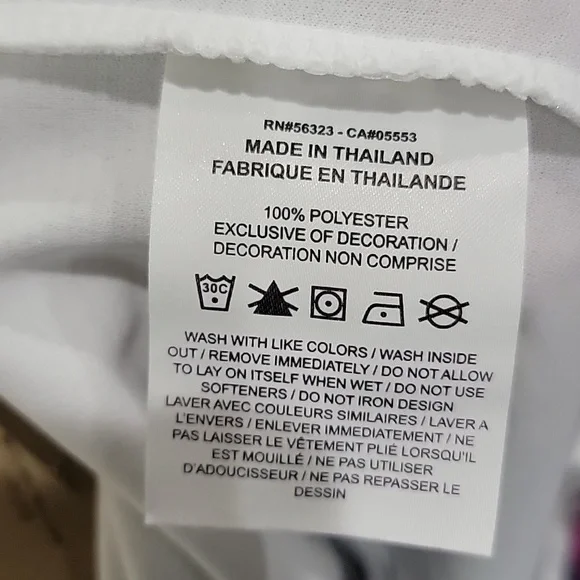 RN#56323 - CA#05553
MADE IN THAILAND
FABRIQUE EN THAILANDE
100% POLYESTER
EXCLUSIVE OF DECORATION /
DECORATION NON COMPRISE
30C
WASH WITH LIKE COLORS / WASH INSIDE
OUT / REMOVE IMMEDIATELY / DO NOT ALLOW
TO LAY ON ITSELF WHEN WET / DO NOT USE
SOFTENERS / DO NOT IRON DESIGN
LAVER AVEC COULEURS SIMILAIRES / LAVER A
L'ENVERS / ENLEVER IMMEDIATEMENT / NE
PAS LAISSER LE VÊTEMENT PLIÉ LORSQU'IL
EST MOUILLÉ / NE PAS UTILISER
D'ADOUCISSEUR / NE PAS REPASSER LE
DESSIN